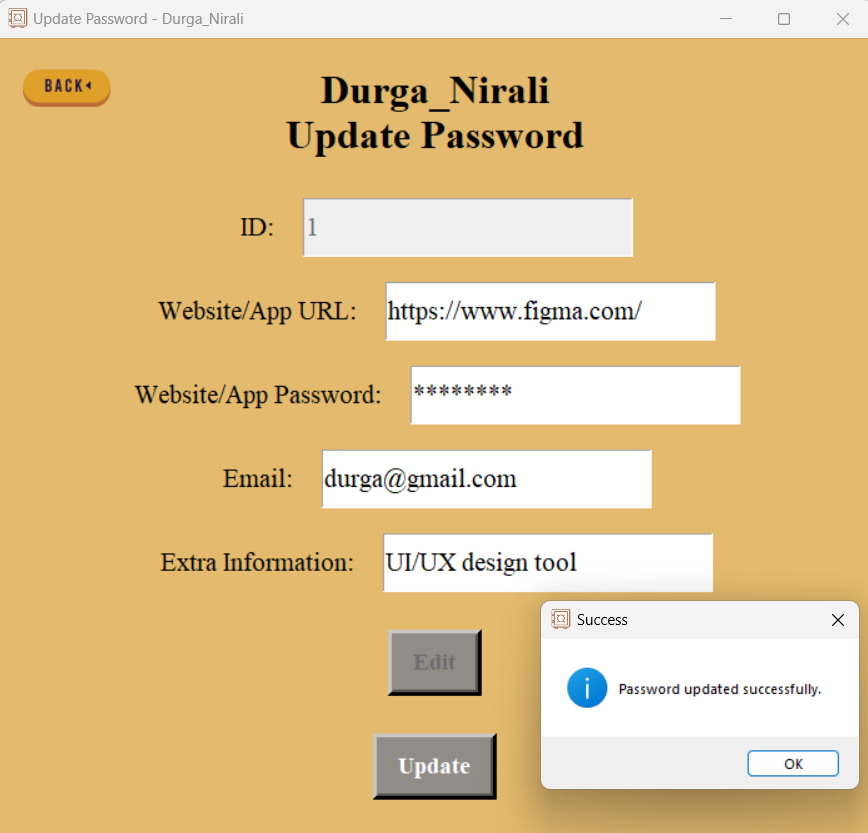 Update Password - Durga_Nirali
BACK
Durga_Nirali
Update Password
ID: 1
Website/App URL: https://www.figma.com/
Website/App Password: ********
Email: durga@gmail.com
Extra Information: UI/UX design tool
Edit
Update
Success
Password updated successfully.
OK